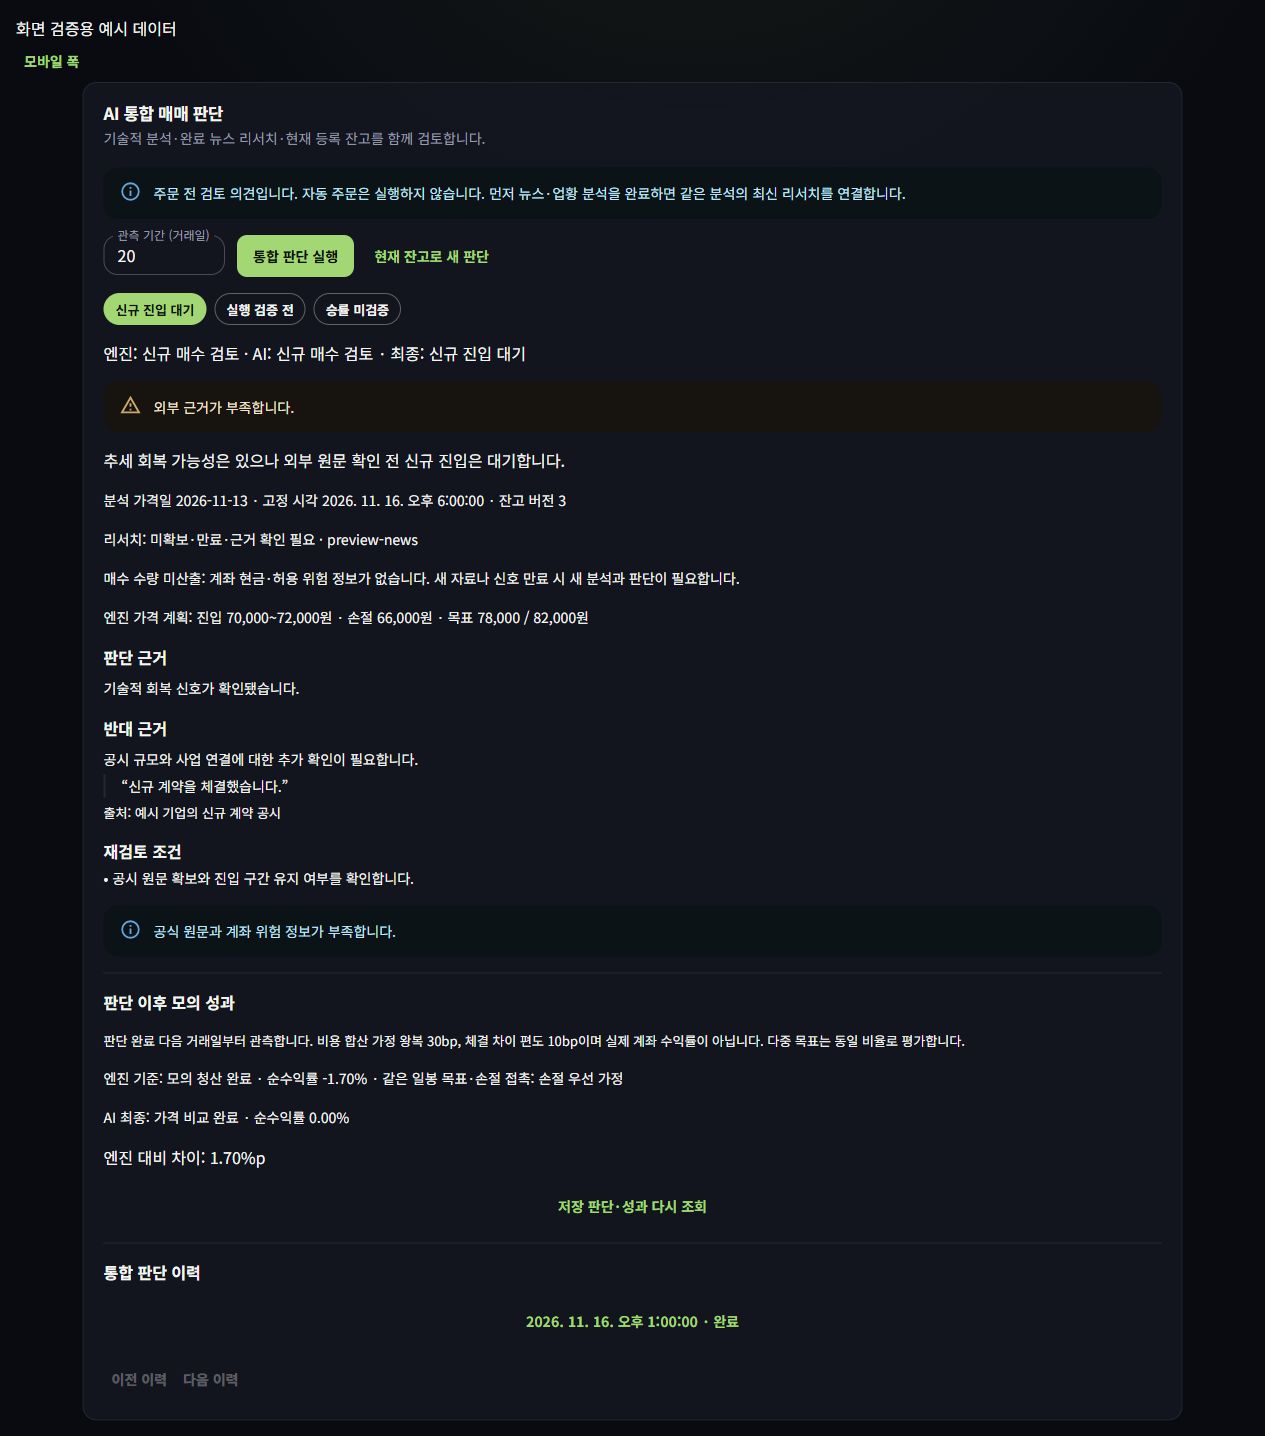 화면 검증용 예시 데이터
모바일 폭
AI 통합 매매 판단
기술적 분석·완료 뉴스 리서치·현재 등록 잔고를 함께 검토합니다.
주문 전 검토 의견입니다. 자동 주문은 실행하지 않습니다. 먼저 뉴스·업황 분석을 완료하면 같은 분석의 최신 리서치를 연결합니다.
관측 기간 (거래일)
20
통합 판단 실행
현재 잔고로 새 판단
신규 진입 대기
실행 검증 전
승률 미검증
엔진: 신규 매수 검토 · AI: 신규 매수 검토 · 최종: 신규 진입 대기
외부 근거가 부족합니다.
추세 회복 가능성은 있으나 외부 원문 확인 전 신규 진입은 대기합니다.
분석 가격일 2026-11-13 · 고정 시각 2026. 11. 16. 오후 6:00:00 · 잔고 버전 3
리서치: 미확보·만료·근거 확인 필요 · preview-news
매수 수량 미산출: 계좌 현금·허용 위험 정보가 없습니다. 새 자료나 신호 만료 시 새 분석과 판단이 필요합니다.
엔진 가격 계획: 진입 70,000~72,000원 · 손절 66,000원 · 목표 78,000 / 82,000원
판단 근거
기술적 회복 신호가 확인됐습니다.
반대 근거
공시 규모와 사업 연결에 대한 추가 확인이 필요합니다.
“신규 계약을 체결했습니다.”
출처: 예시 기업의 신규 계약 공시
재검토 조건
• 공시 원문 확보와 진입 구간 유지 여부를 확인합니다.
공식 원문과 계좌 위험 정보가 부족합니다.
판단 이후 모의 성과
판단 완료 다음 거래일부터 관측합니다. 비용 합산 가정 왕복 30bp, 체결 차이 편도 10bp이며 실제 계좌 수익률이 아닙니다. 다중 목표는 동일 비율로 평가합니다.
엔진 기준: 모의 청산 완료 · 순수익률 -1.70% · 같은 일봉 목표·손절 접촉: 손절 우선 가정
AI 최종: 가격 비교 완료 · 순수익률 0.00%
엔진 대비 차이: 1.70%p
저장 판단·성과 다시 조회
통합 판단 이력
2026. 11. 16. 오후 1:00:00 · 완료
이전 이력
다음 이력